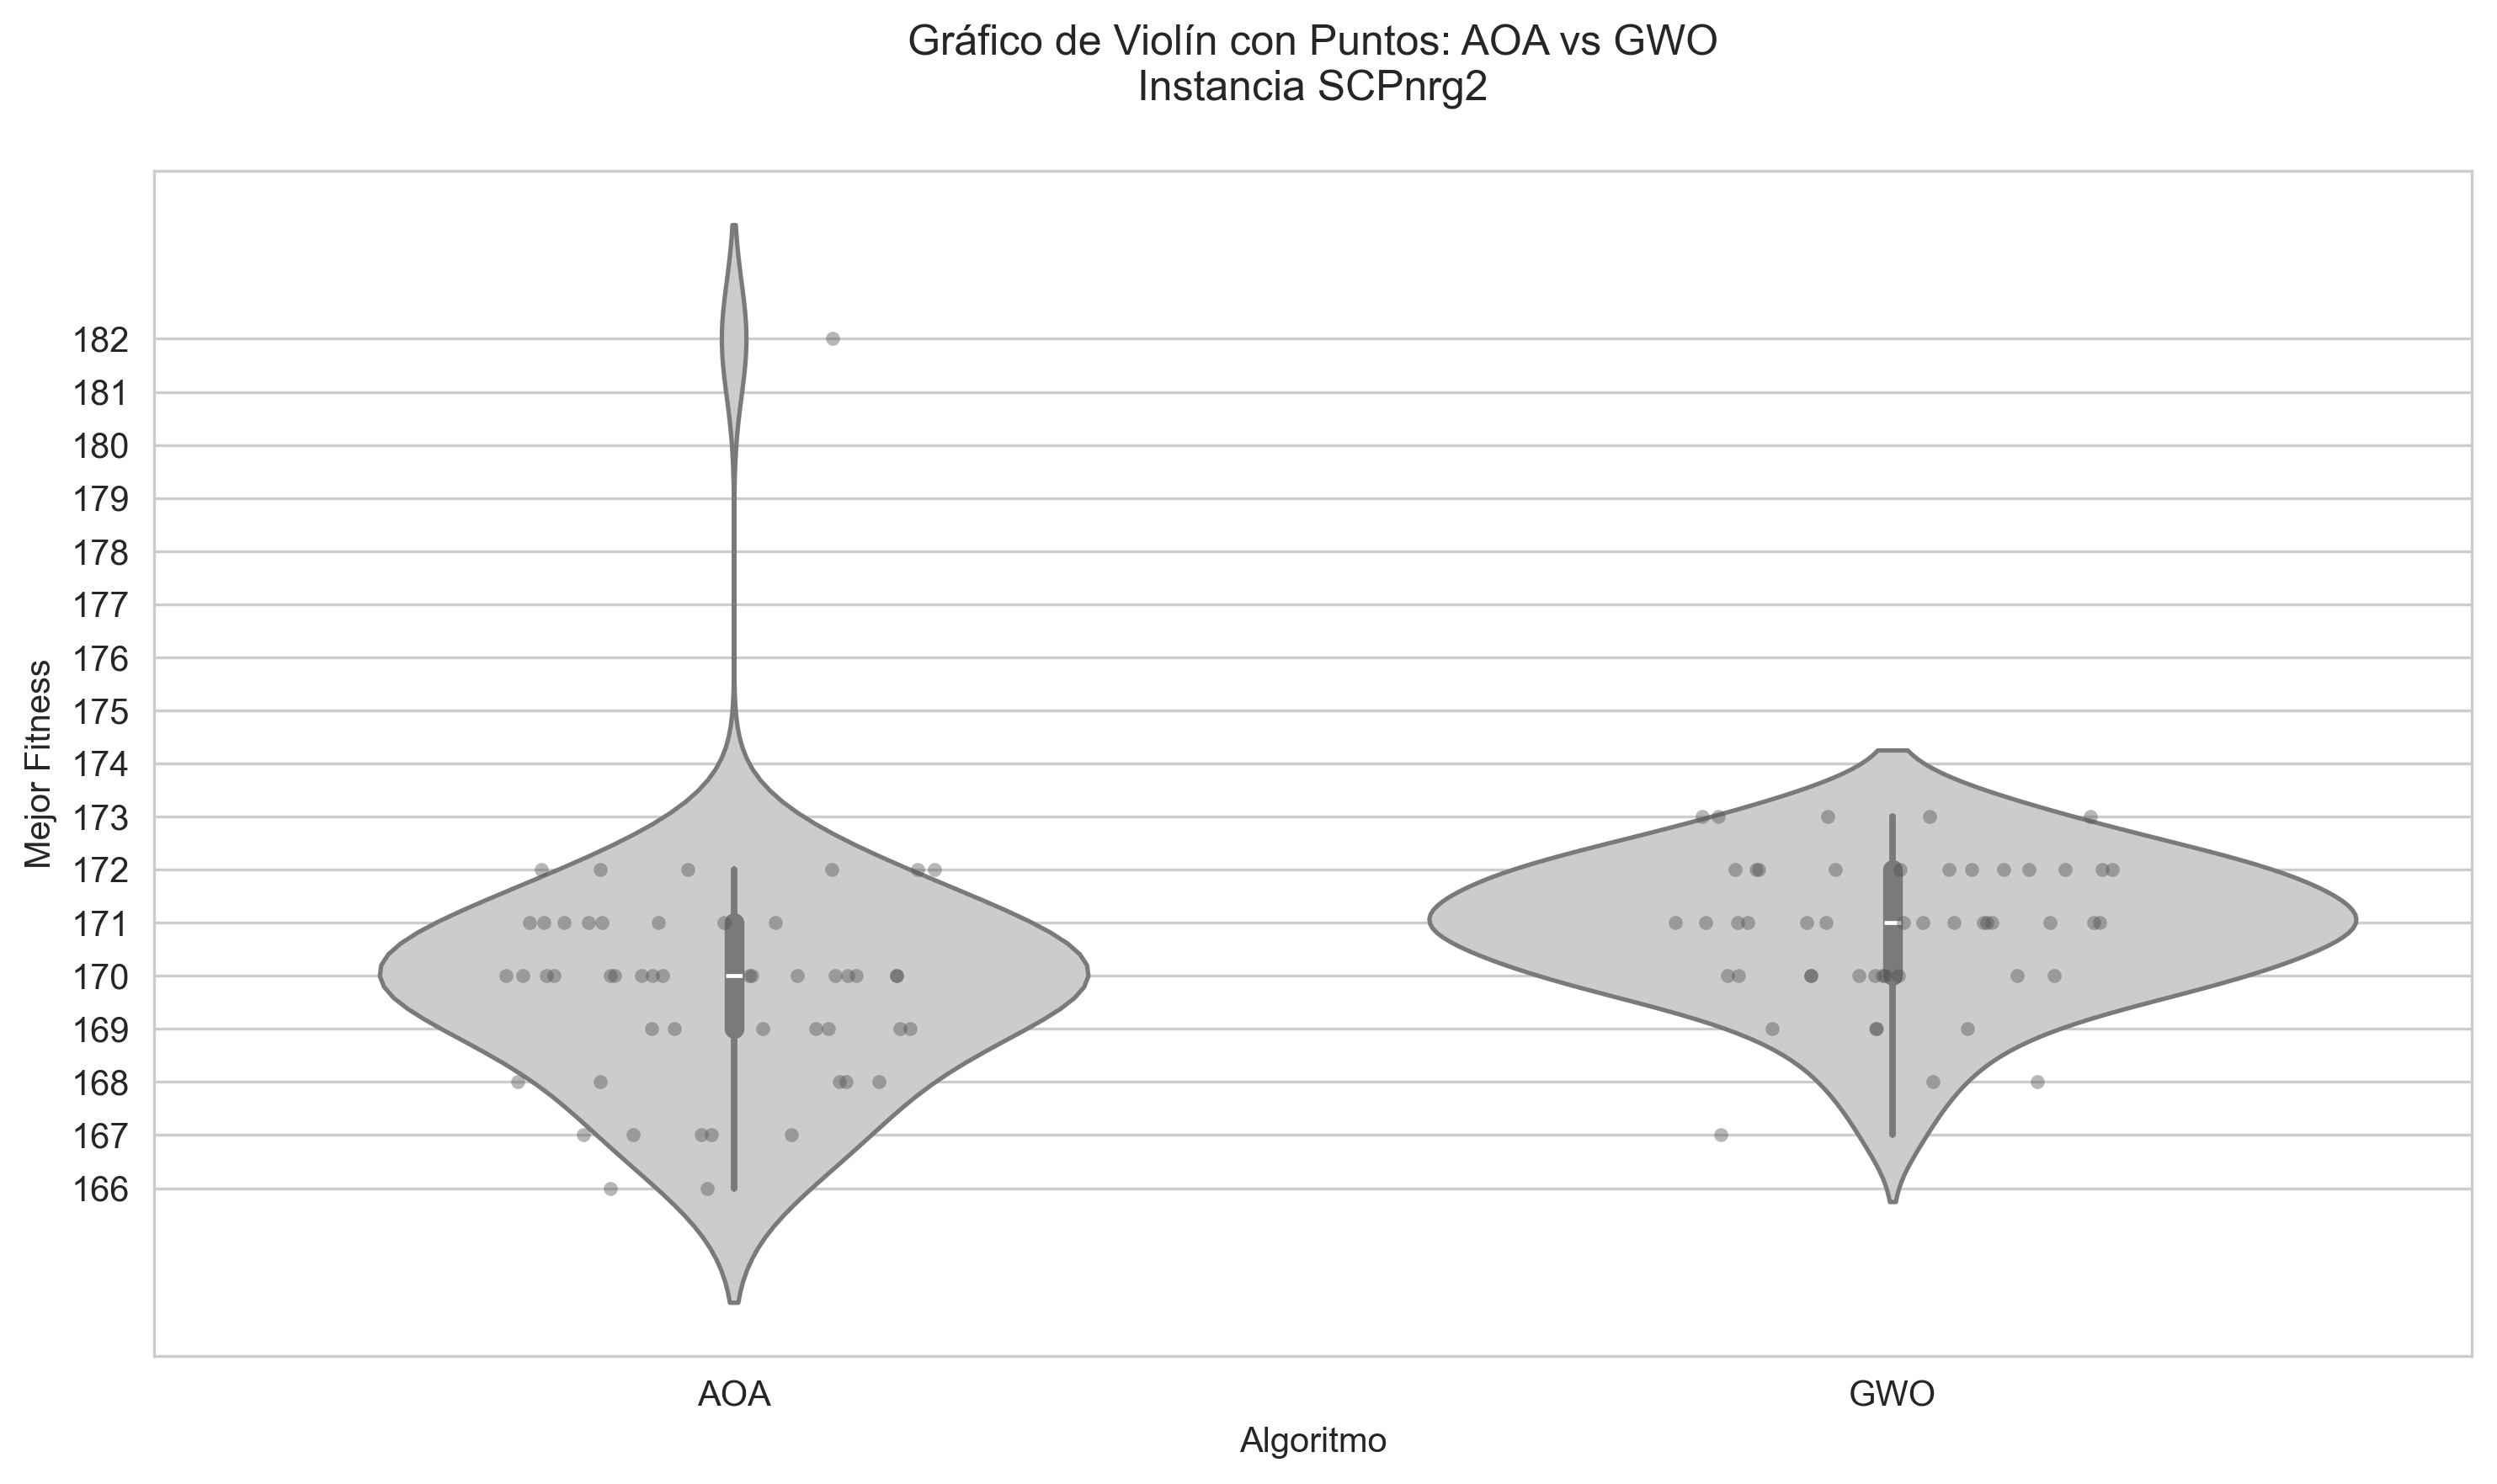 Gráfico de Violín con Puntos: AOA vs GWO
Instancia SCPnrg2
Mejor Fitness
182
181
180
179
178
177
176
175
174
173
172
171
170
169
168
167
166
AOA
GWO
Algoritmo